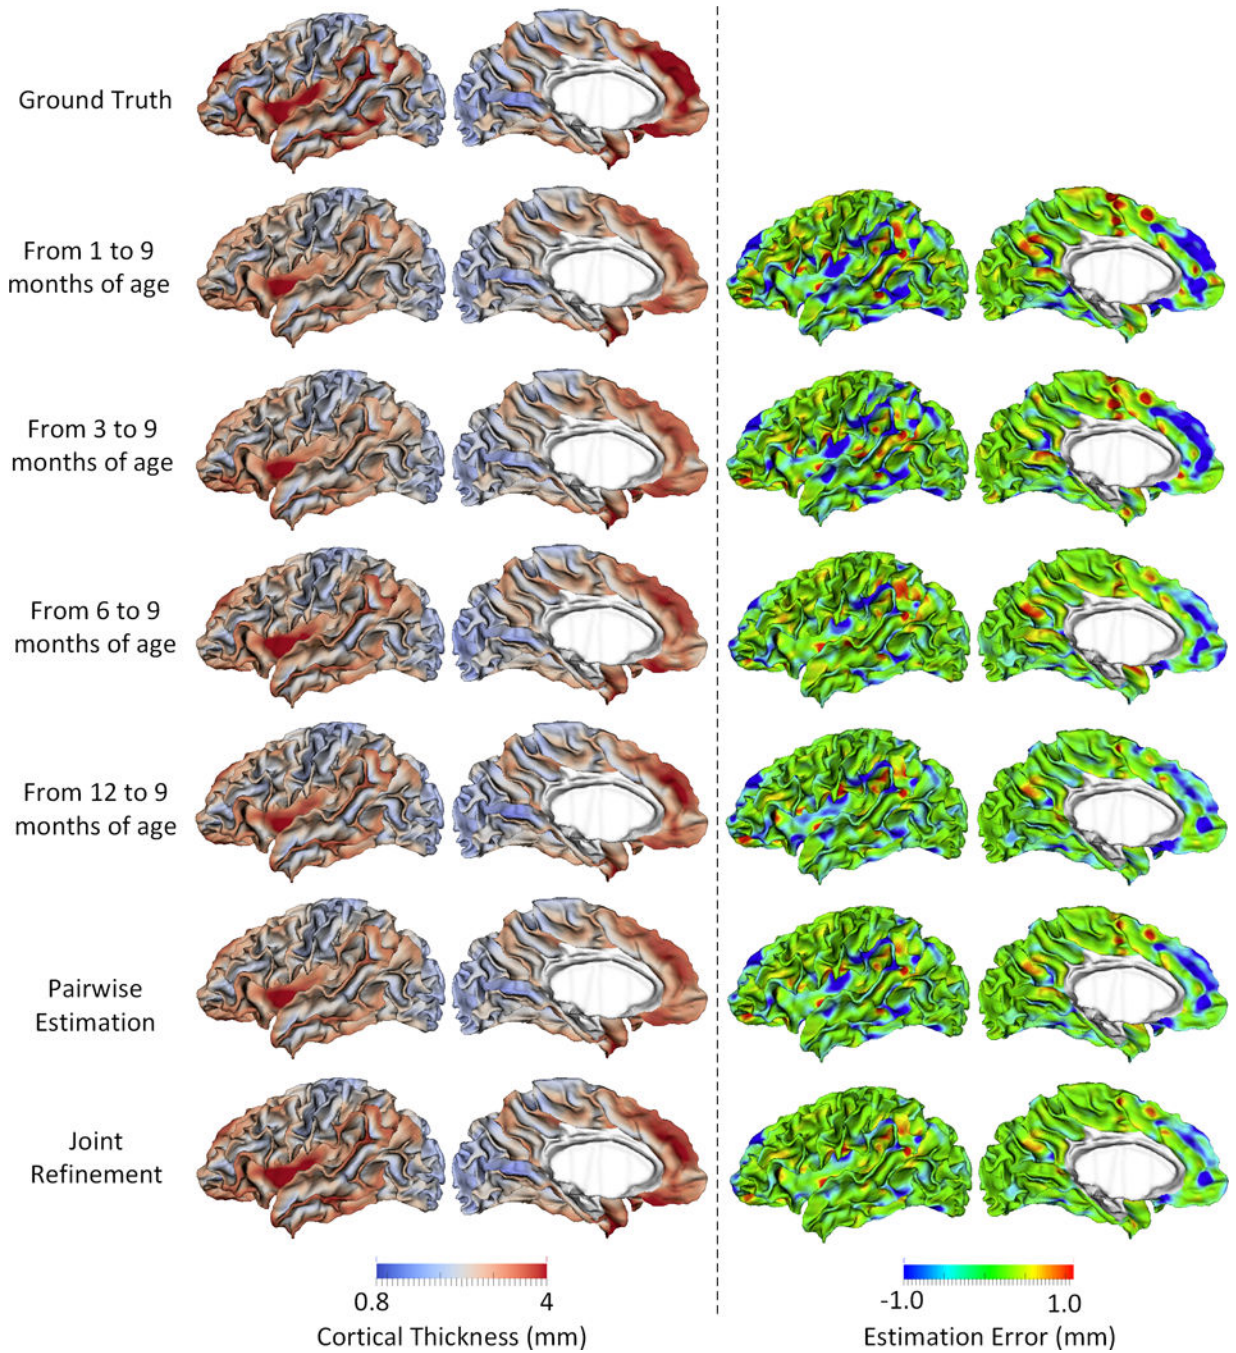 Ground Truth
From 1 to 9
months of age
From 3 to 9
months of age
From 6 to 9
months of age
From 12 to 9
months of age
Pairwise
Estimation
Joint
Refinement
0.8 4
Cortical Thickness (mm)
-1.0 1.0
Estimation Error (mm)